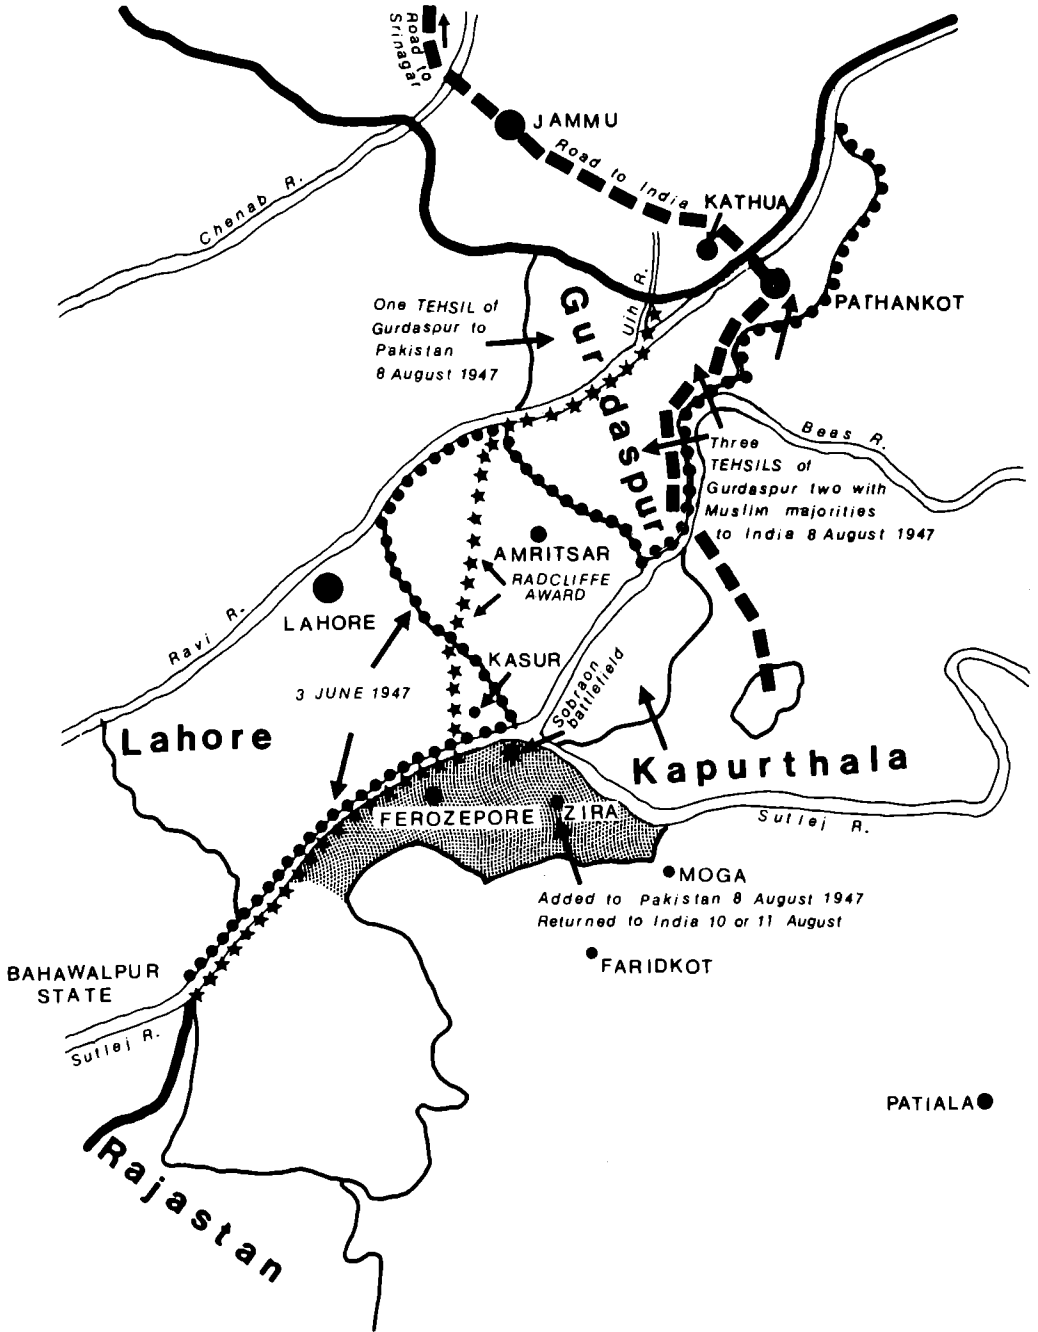 Road to
Srinagar
JAMMU
Road to India
KATHUA
Chenab R.
Ujh R.
PATHANKOT
One TEHSIL of
Gurdaspur to
Pakistan
8 August 1947
Gurdaspur
Beas R.
Three
TEHSILS of
Gurdaspur two with
Muslim majorities
to India 8 August 1947
AMRITSAR
RADCLIFFE
AWARD
LAHORE
Ravi R.
KASUR
3 JUNE 1947
Sobraon
battlefield
Lahore
Kapurthala
FEROZEPORE
ZIRA
Sutlej R.
MOGA
Added to Pakistan 8 August 1947
Returned to India 10 or 11 August
FARIDKOT
BAHAWALPUR
STATE
Sutlej R.
PATIALA
Rajastan